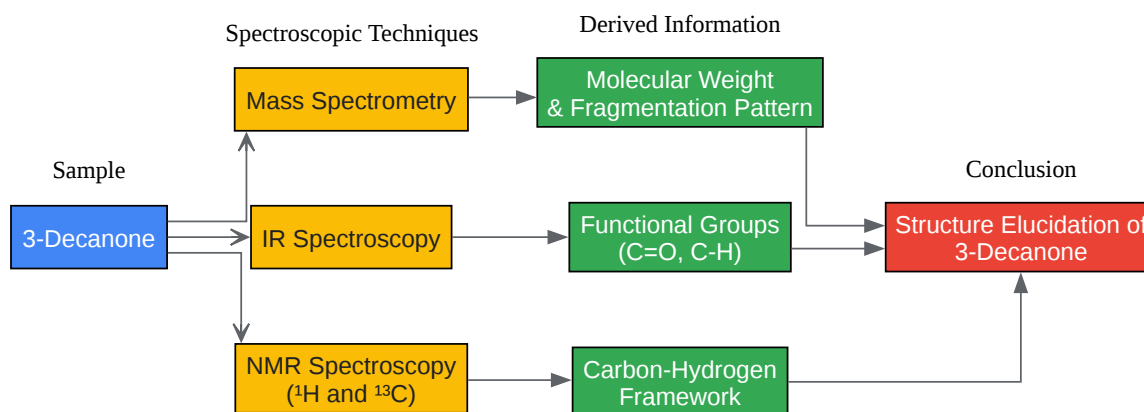 Spectroscopic Techniques
Derived Information
Mass Spectrometry
Molecular Weight
& Fragmentation Pattern
Sample
Conclusion
3-Decanone
IR Spectroscopy
Functional Groups
(C=O, C-H)
Structure Elucidation of
3-Decanone
NMR Spectroscopy
(¹H and ¹³C)
Carbon-Hydrogen
Framework